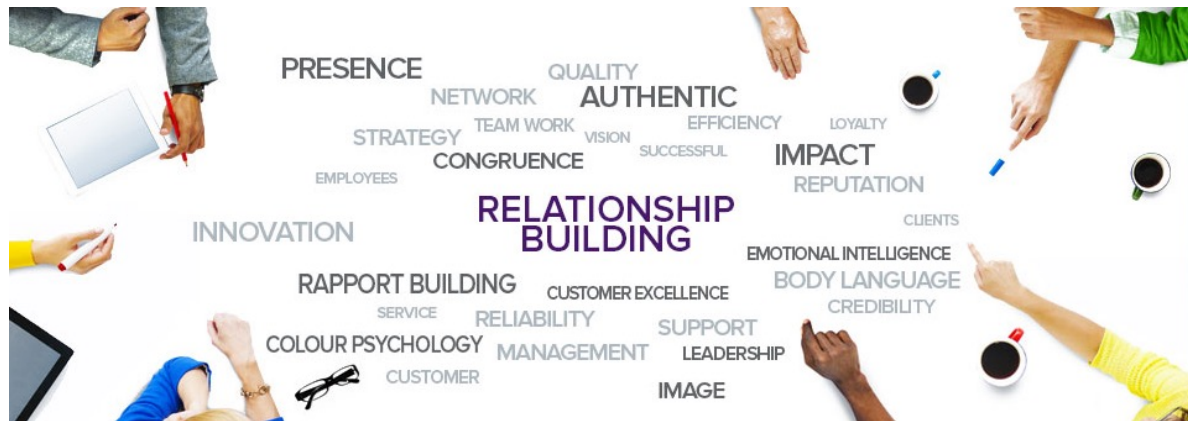 PRESENCE
QUALITY
NETWORK
AUTHENTIC
STRATEGY
TEAM WORK
VISION
EFFICIENCY
LOYALTY
CONGRUENCE
SUCCESSFUL
IMPACT
EMPLOYEES
REPUTATION
RELATIONSHIP
BUILDING
INNOVATION
CLIENTS
EMOTIONAL INTELLIGENCE
RAPPORT BUILDING
CUSTOMER EXCELLENCE
BODY LANGUAGE
CREDIBILITY
SERVICE
RELIABILITY
SUPPORT
COLOUR PSYCHOLOGY
MANAGEMENT
LEADERSHIP
CUSTOMER
IMAGE